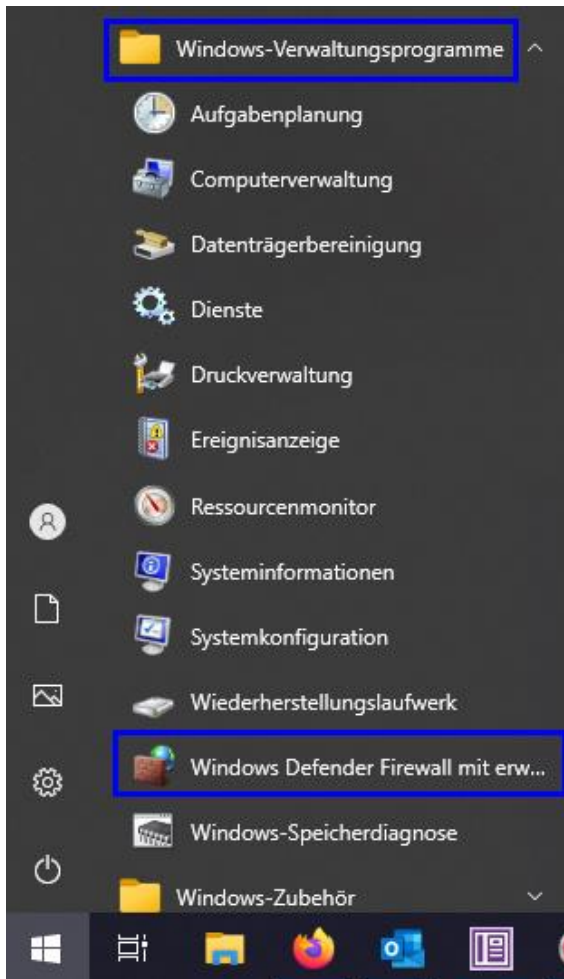 Windows-Verwaltungsprogramme
Aufgabenplanung
Computerverwaltung
Datenträgerbereinigung
Dienste
Druckverwaltung
Ereignisanzeige
Ressourcenmonitor
Systeminformationen
Systemkonfiguration
Wiederherstellungslaufwerk
Windows Defender Firewall mit erw...
Windows-Speicherdiagnose
Windows-Zubehör